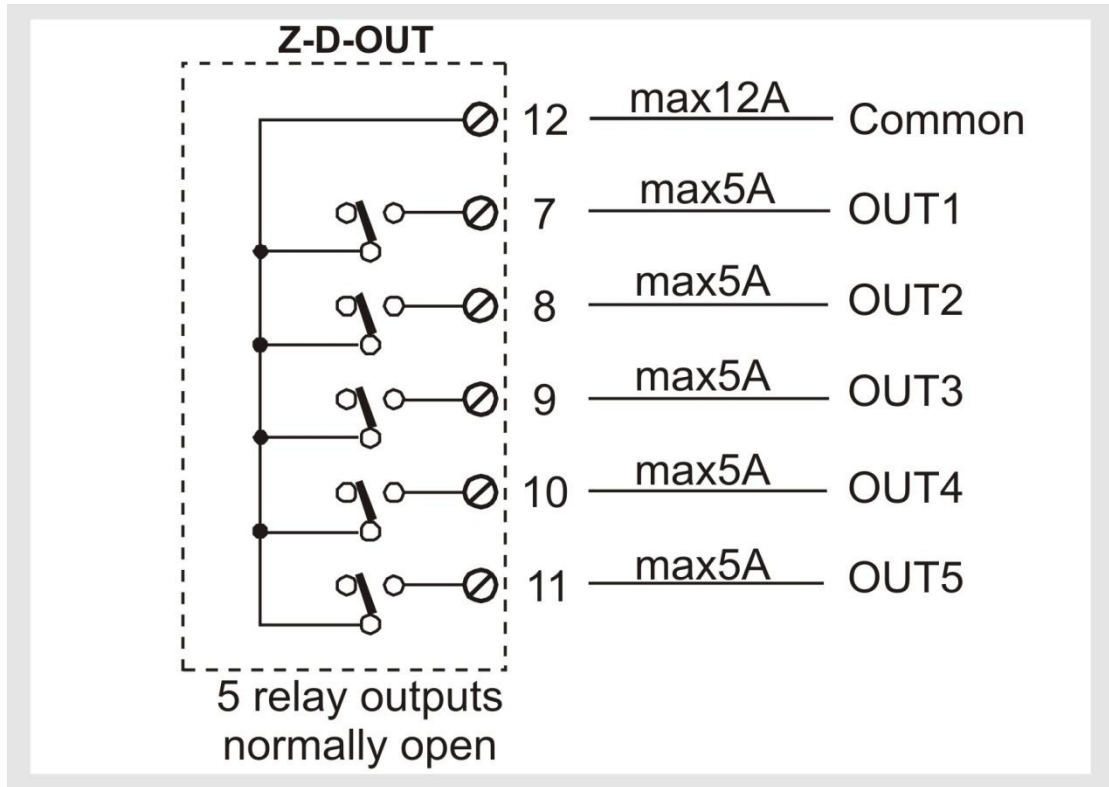 Z-D-OUT
12 max12A Common
7 max5A OUT1
8 max5A OUT2
9 max5A OUT3
10 max5A OUT4
11 max5A OUT5
5 relay outputs
normally open